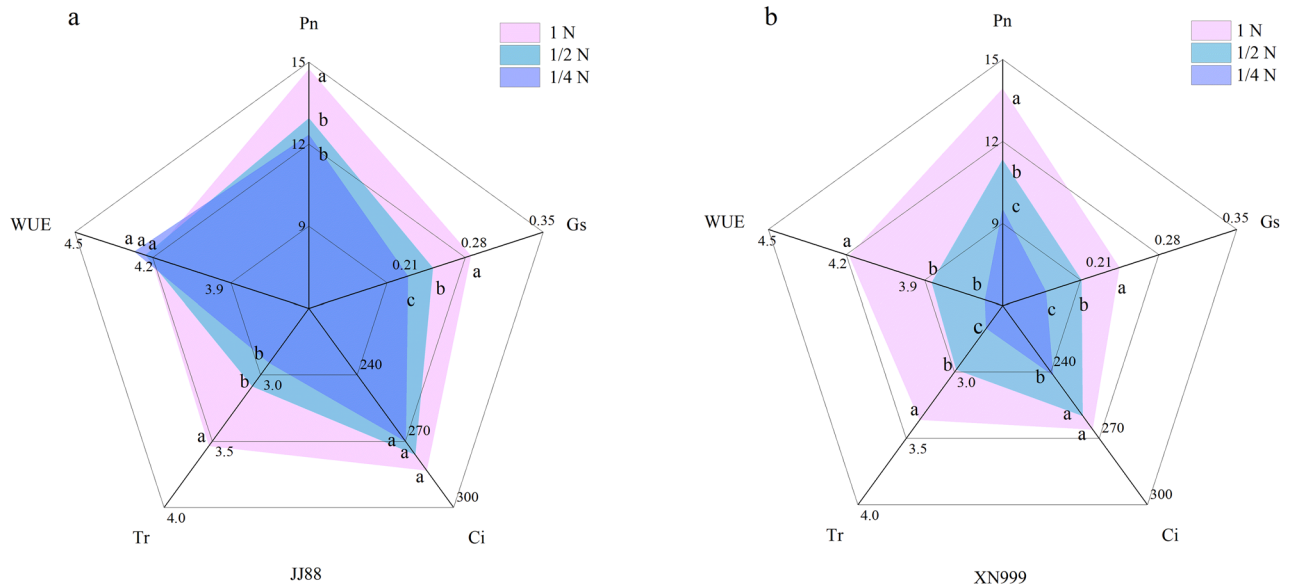 a
Pn
1 N
1/2 N
1/4 N
15
a
b
12
b
9
WUE
4.5
a a a
4.2
3.9
0.35
Gs
0.28
a
0.21
b
c
240
b
3.0
b
a
3.5
270
a
a
a
300
4.0
Tr
Ci
JJ88
b
Pn
1 N
1/2 N
1/4 N
15
a
12
b
c
9
WUE
4.5
a
4.2
3.9
b
b
0.35
Gs
0.28
0.21
a
b
c
c
240
b
b
3.0
a
3.5
a
270
a
300
4.0
Tr
Ci
XN999